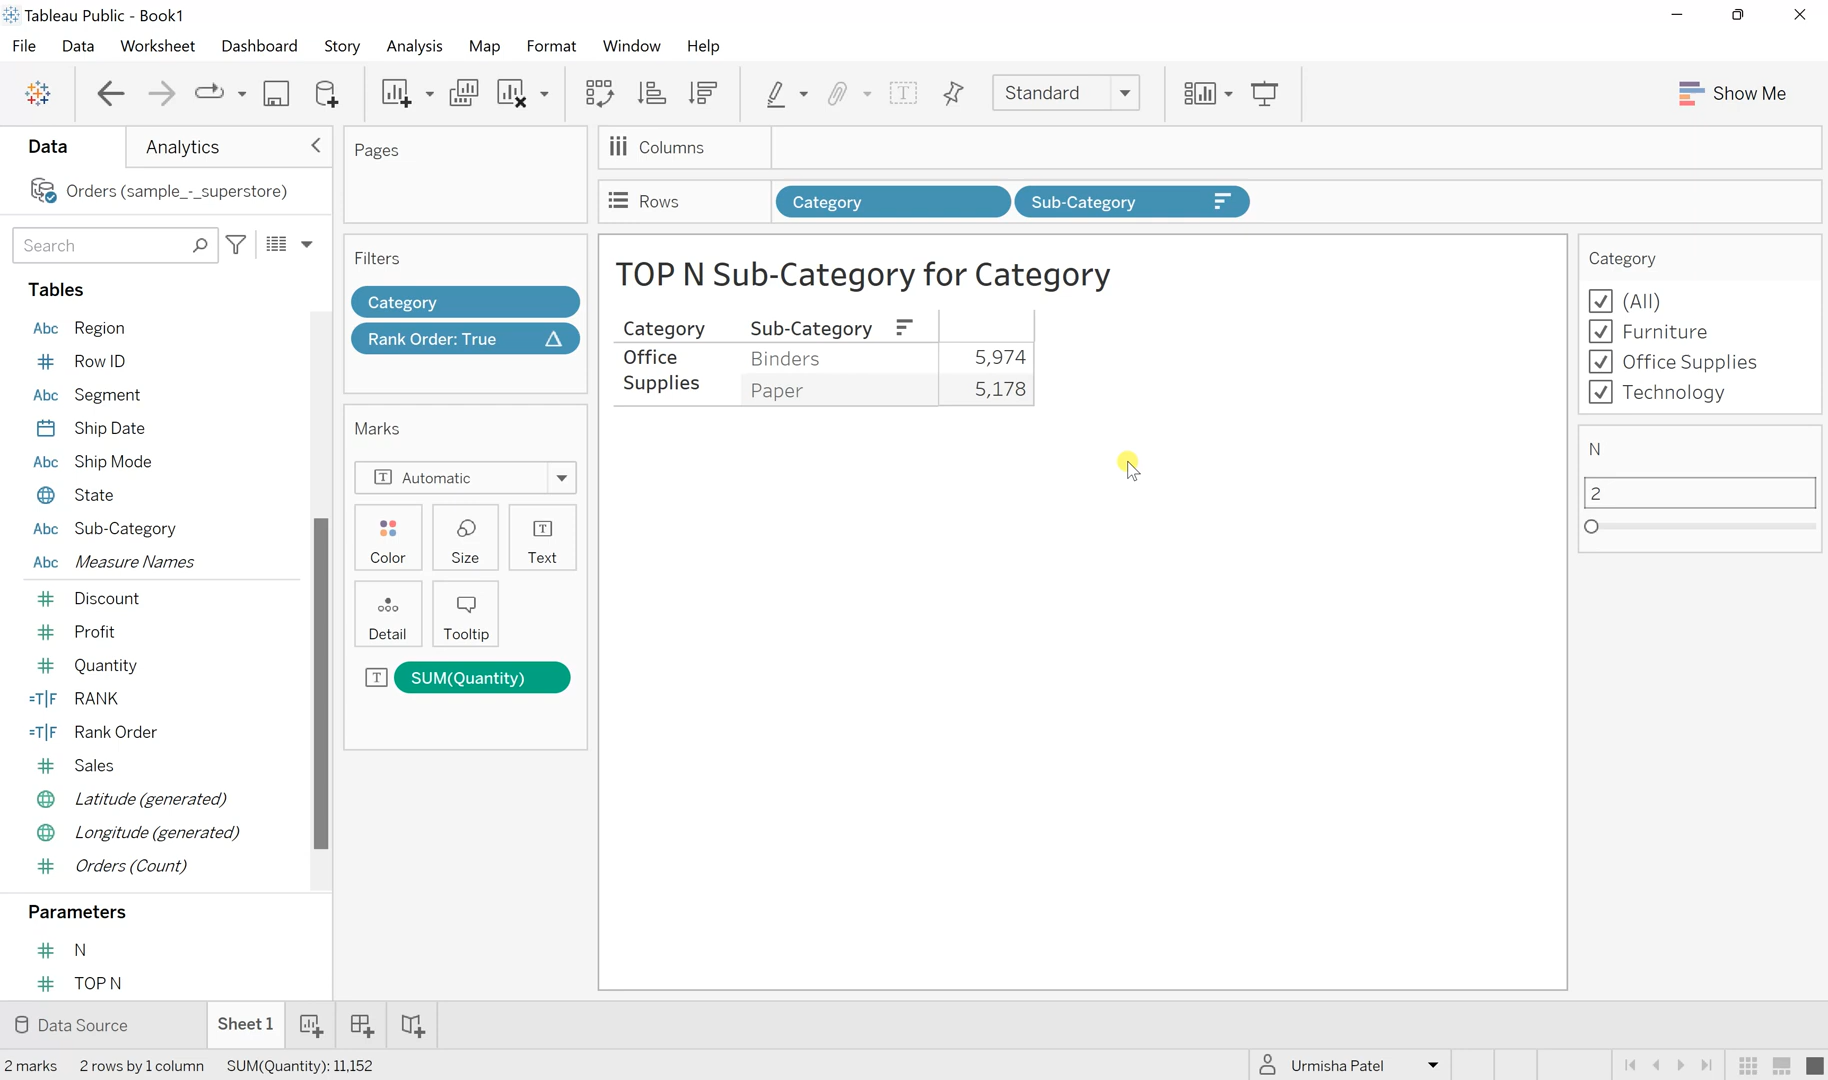 Tableau Public - Book1
File Data Worksheet Dashboard Story Analysis Map Format Window Help
Standard
Show Me
Data
Analytics
Orders (sample_-_superstore)
Search
Tables
Abc Region
Row ID
Abc Segment
Ship Date
Abc Ship Mode
State
Abc Sub-Category
Abc Measure Names
Discount
Profit
Quantity
=T|F RANK
=T|F Rank Order
Sales
Latitude (generated)
Longitude (generated)
Orders (Count)
Parameters
N
TOP N
Pages
Filters
Category
Rank Order: True
Marks
Automatic
Color Size Text
Detail Tooltip
SUM(Quantity)
Columns
Rows Category Sub-Category
TOP N Sub-Category for Category
Category Sub-Category
Office Supplies Binders 5,974
Paper 5,178
Category
(All)
Furniture
Office Supplies
Technology
N
2
Data Source Sheet 1
2 marks 2 rows by 1 column SUM(Quantity): 11,152 Urmisha Patel